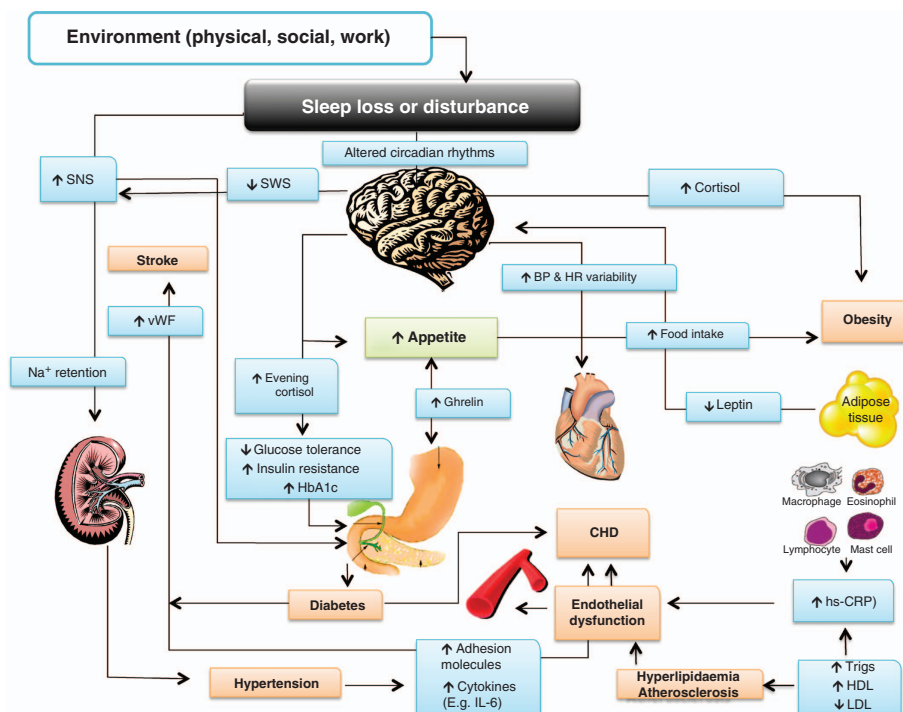 Environment (physical, social, work)
Sleep loss or disturbance
Altered circadian rhythms
↑ SNS
↓ SWS
↑ Cortisol
Stroke
↑ BP & HR variability
↑ vWF
↑ Appetite
↑ Food intake
Obesity
Na⁺ retention
↑ Evening
cortisol
↑ Ghrelin
↓ Leptin
Adipose
tissue
↓ Glucose tolerance
↑ Insulin resistance
↑ HbA1c
Macrophage
Eosinophil
Lymphocyte
Mast cell
CHD
Diabetes
Endothelial
dysfunction
↑ hs-CRP)
↑ Adhesion
molecules
↑ Cytokines
(E.g. IL-6)
Hypertension
Hyperlipidaemia
Atherosclerosis
↑ Trigs
↑ HDL
↓ LDL